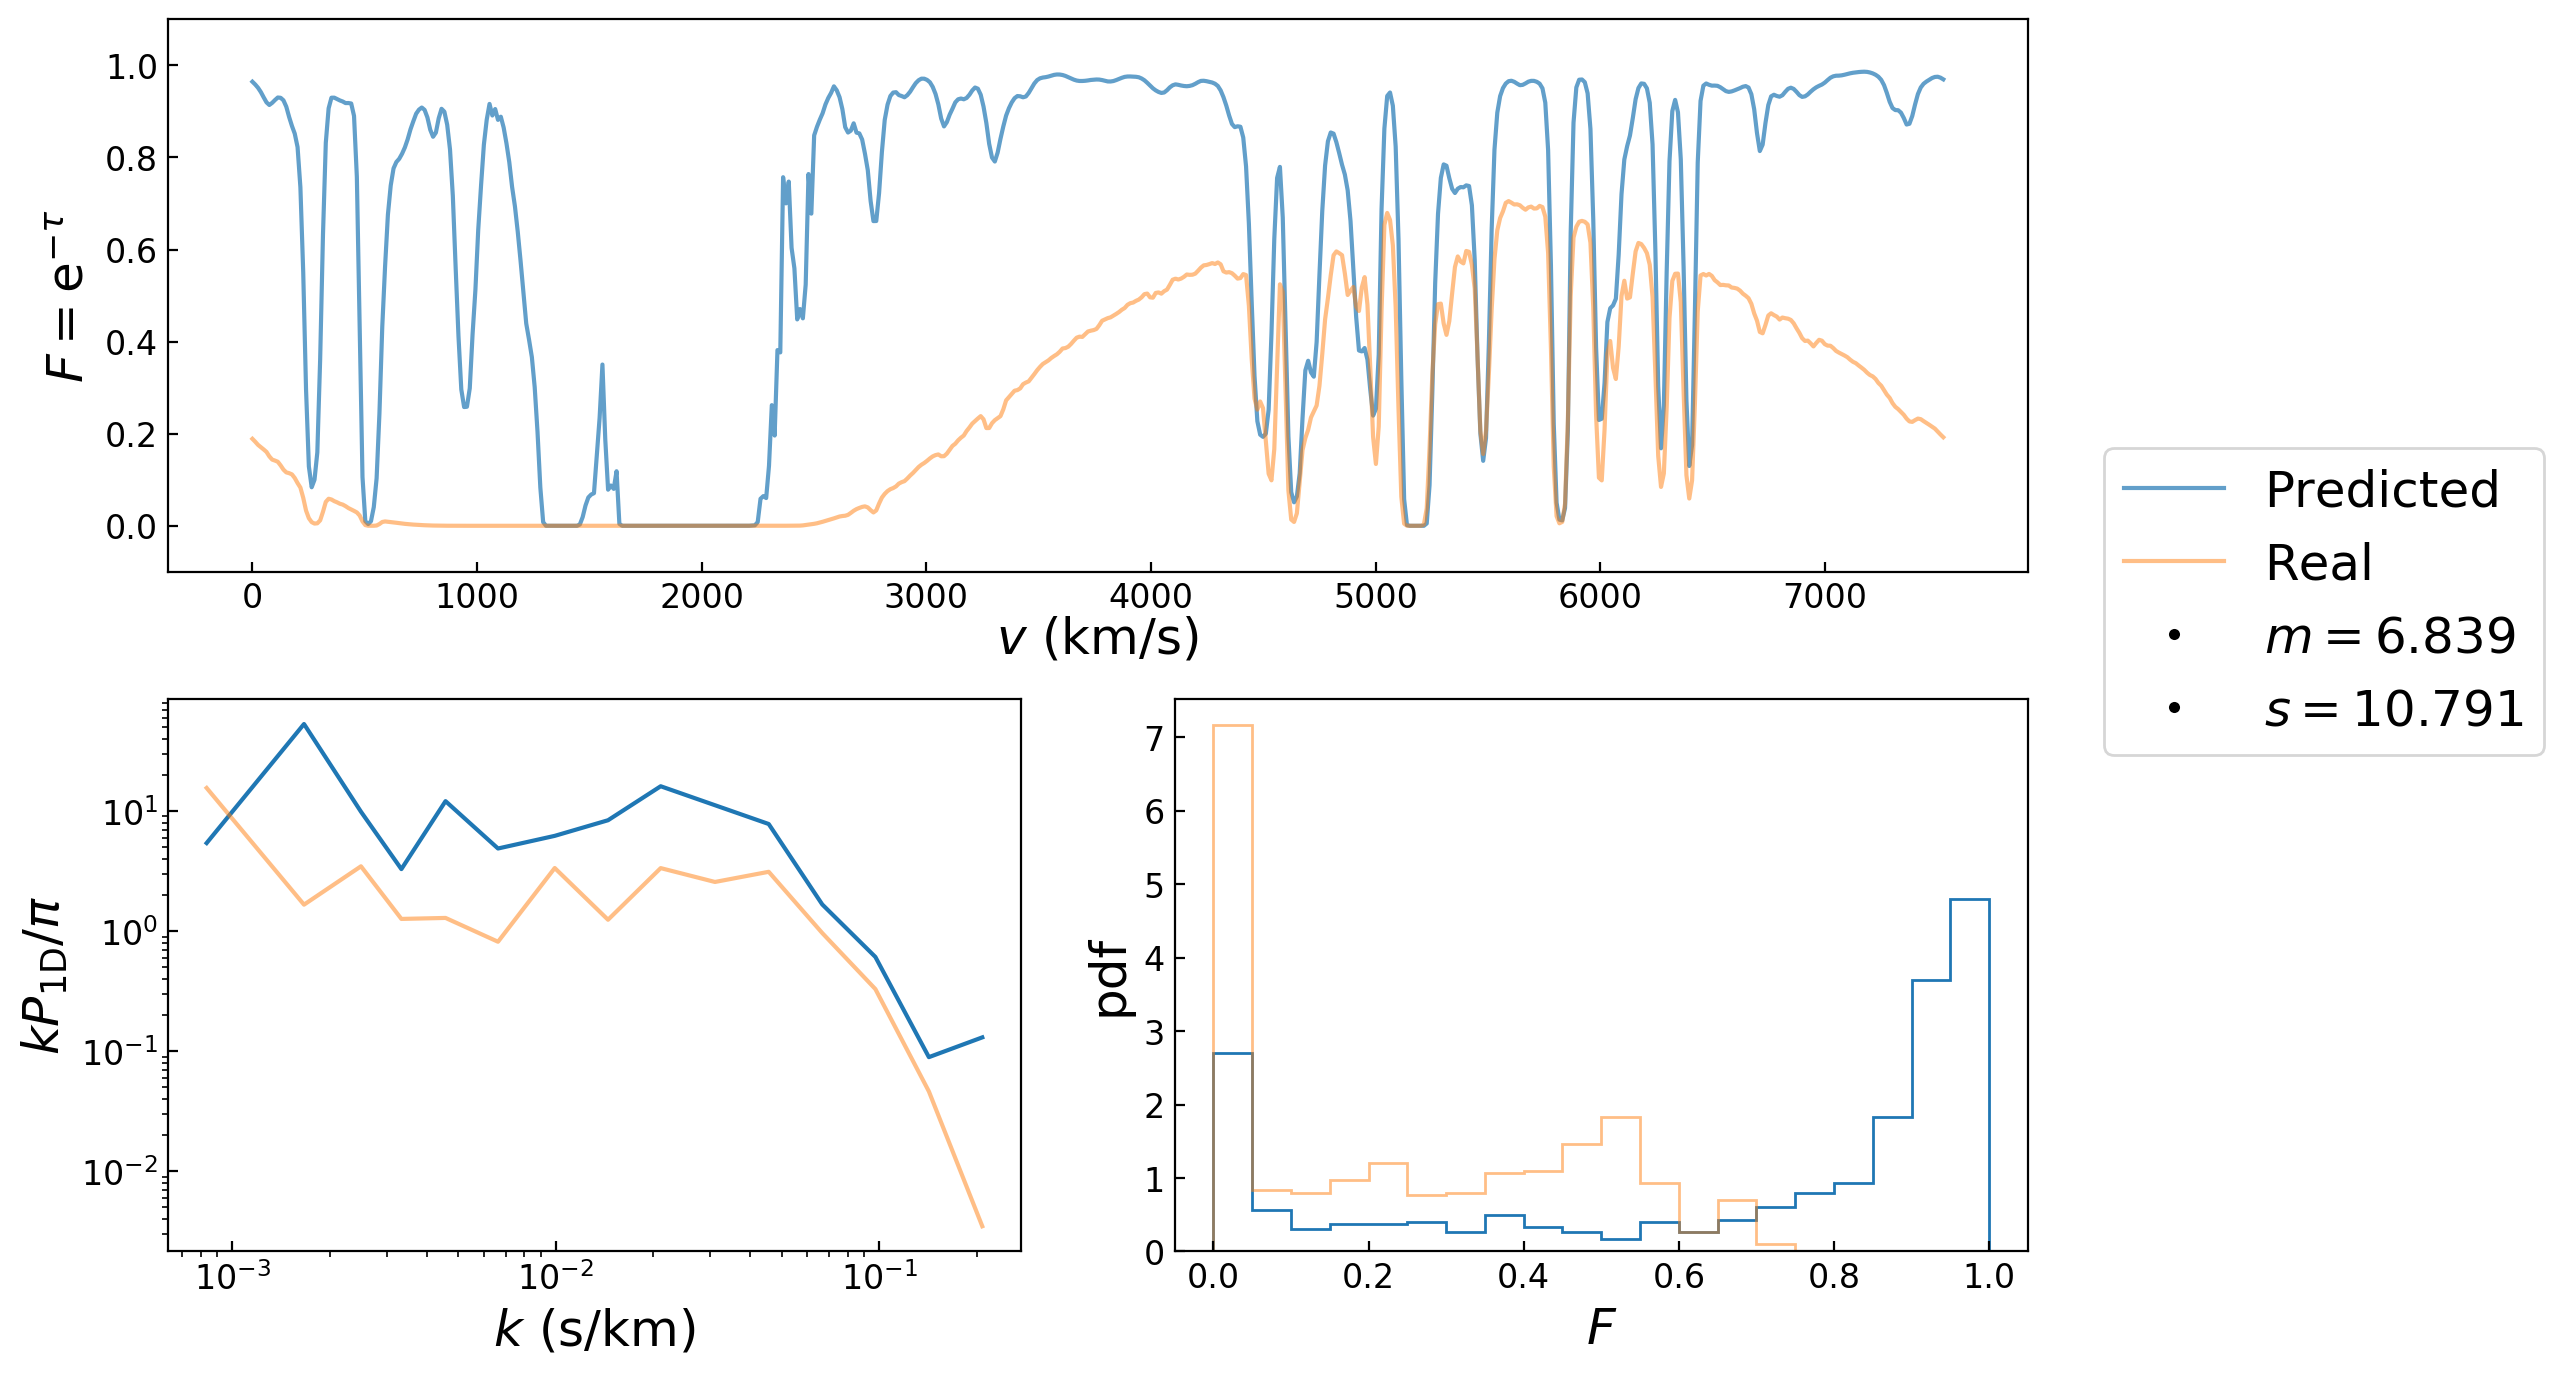 1.0
0.8
0.6
0.4
0.2
0.0
F = e^{−τ}
0 1000 2000 3000 4000 5000 6000 7000
v (km/s)
Predicted
Real
m = 6.839
s = 10.791
10^1
10^0
10^{−1}
10^{−2}
kP_{1D}/π
10^{−3} 10^{−2} 10^{−1}
k (s/km)
7
6
5
4
3
2
1
0
pdf
0.0 0.2 0.4 0.6 0.8 1.0
F